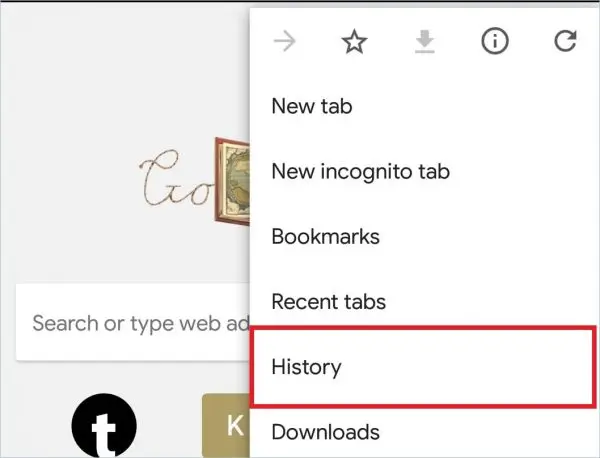 New tab
New incognito tab
Go
Bookmarks
Recent tabs
Search or type web ad
History
t
K
Downloads